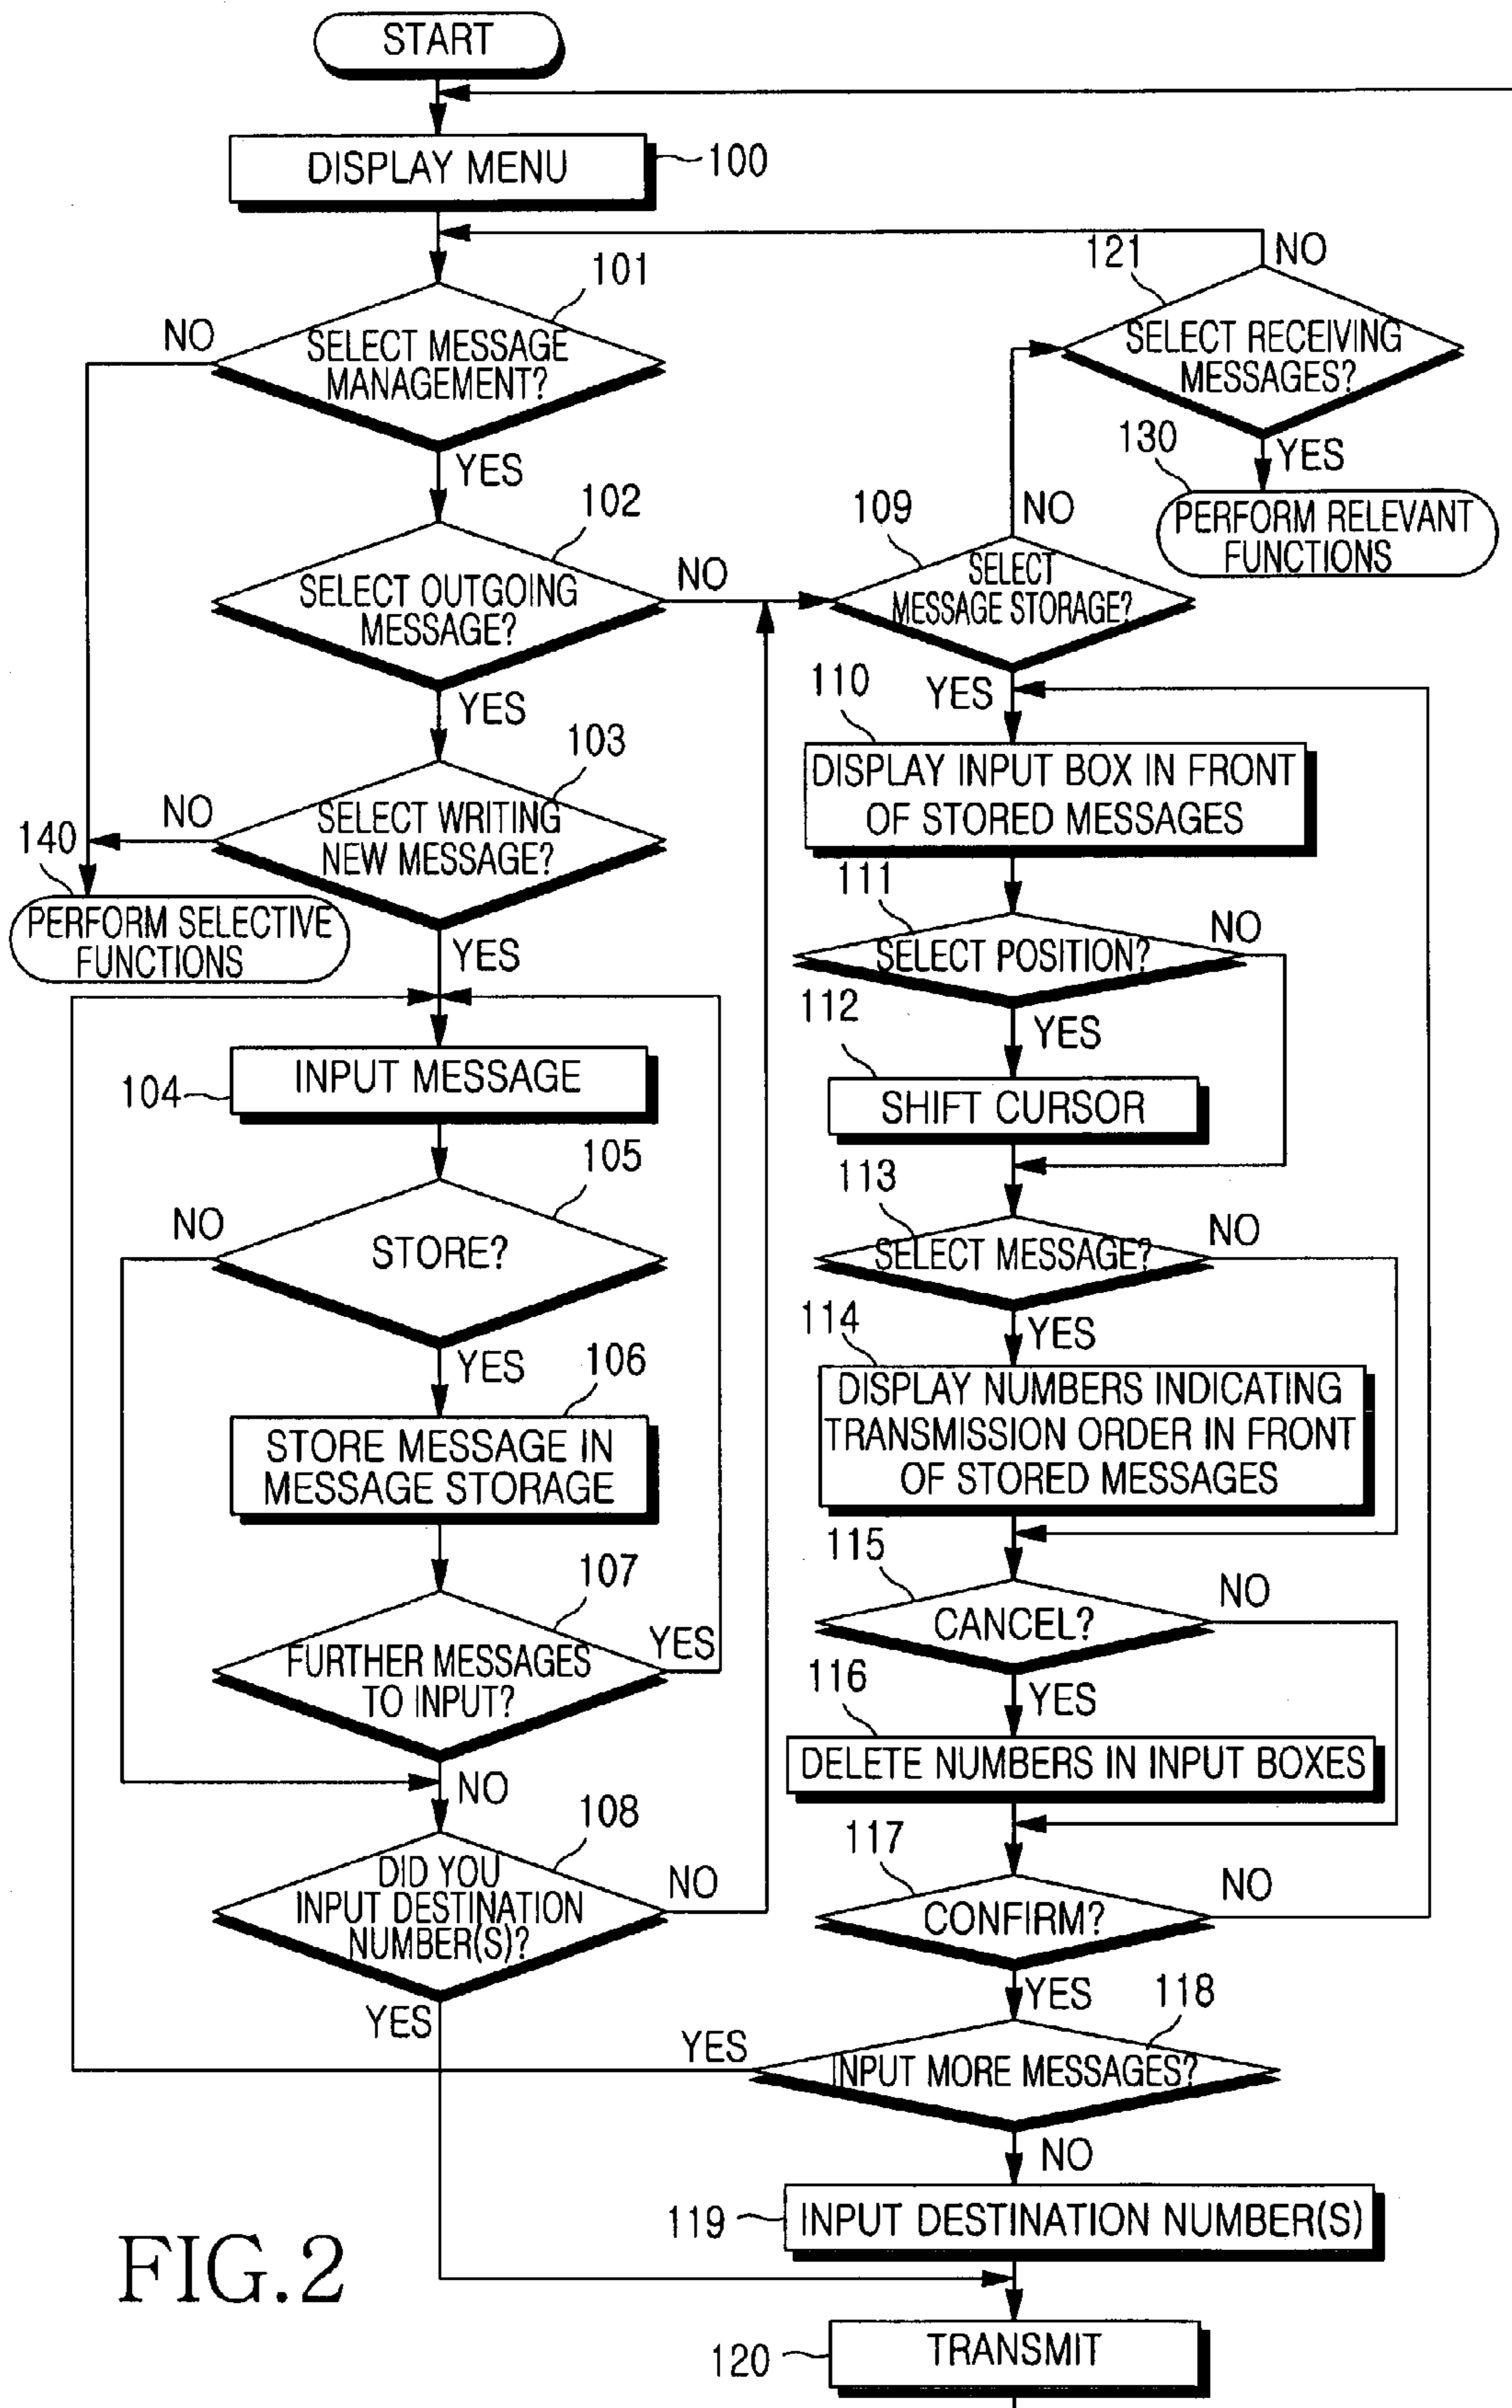 START
DISPLAY MENU
100
101
NO
SELECT MESSAGE
MANAGEMENT?
YES
102
SELECT OUTGOING
MESSAGE?
NO
YES
103
NO
SELECT WRITING
NEW MESSAGE?
140
PERFORM SELECTIVE
FUNCTIONS
YES
INPUT MESSAGE
104
105
NO
STORE?
YES
106
STORE MESSAGE IN
MESSAGE STORAGE
107
FURTHER MESSAGES
TO INPUT?
YES
NO
108
DID YOU
INPUT DESTINATION
NUMBER(S)?
NO
YES
121
NO
SELECT RECEIVING
MESSAGES?
130
YES
PERFORM RELEVANT
FUNCTIONS
109
NO
SELECT
MESSAGE STORAGE?
110
YES
DISPLAY INPUT BOX IN FRONT
OF STORED MESSAGES
111
NO
SELECT POSITION?
112
YES
SHIFT CURSOR
113
NO
SELECT MESSAGE?
114
YES
DISPLAY NUMBERS INDICATING
TRANSMISSION ORDER IN FRONT
OF STORED MESSAGES
115
NO
CANCEL?
116
YES
DELETE NUMBERS IN INPUT BOXES
117
NO
CONFIRM?
YES
118
YES
INPUT MORE MESSAGES?
NO
119
INPUT DESTINATION NUMBER(S)
120
TRANSMIT
FIG.2